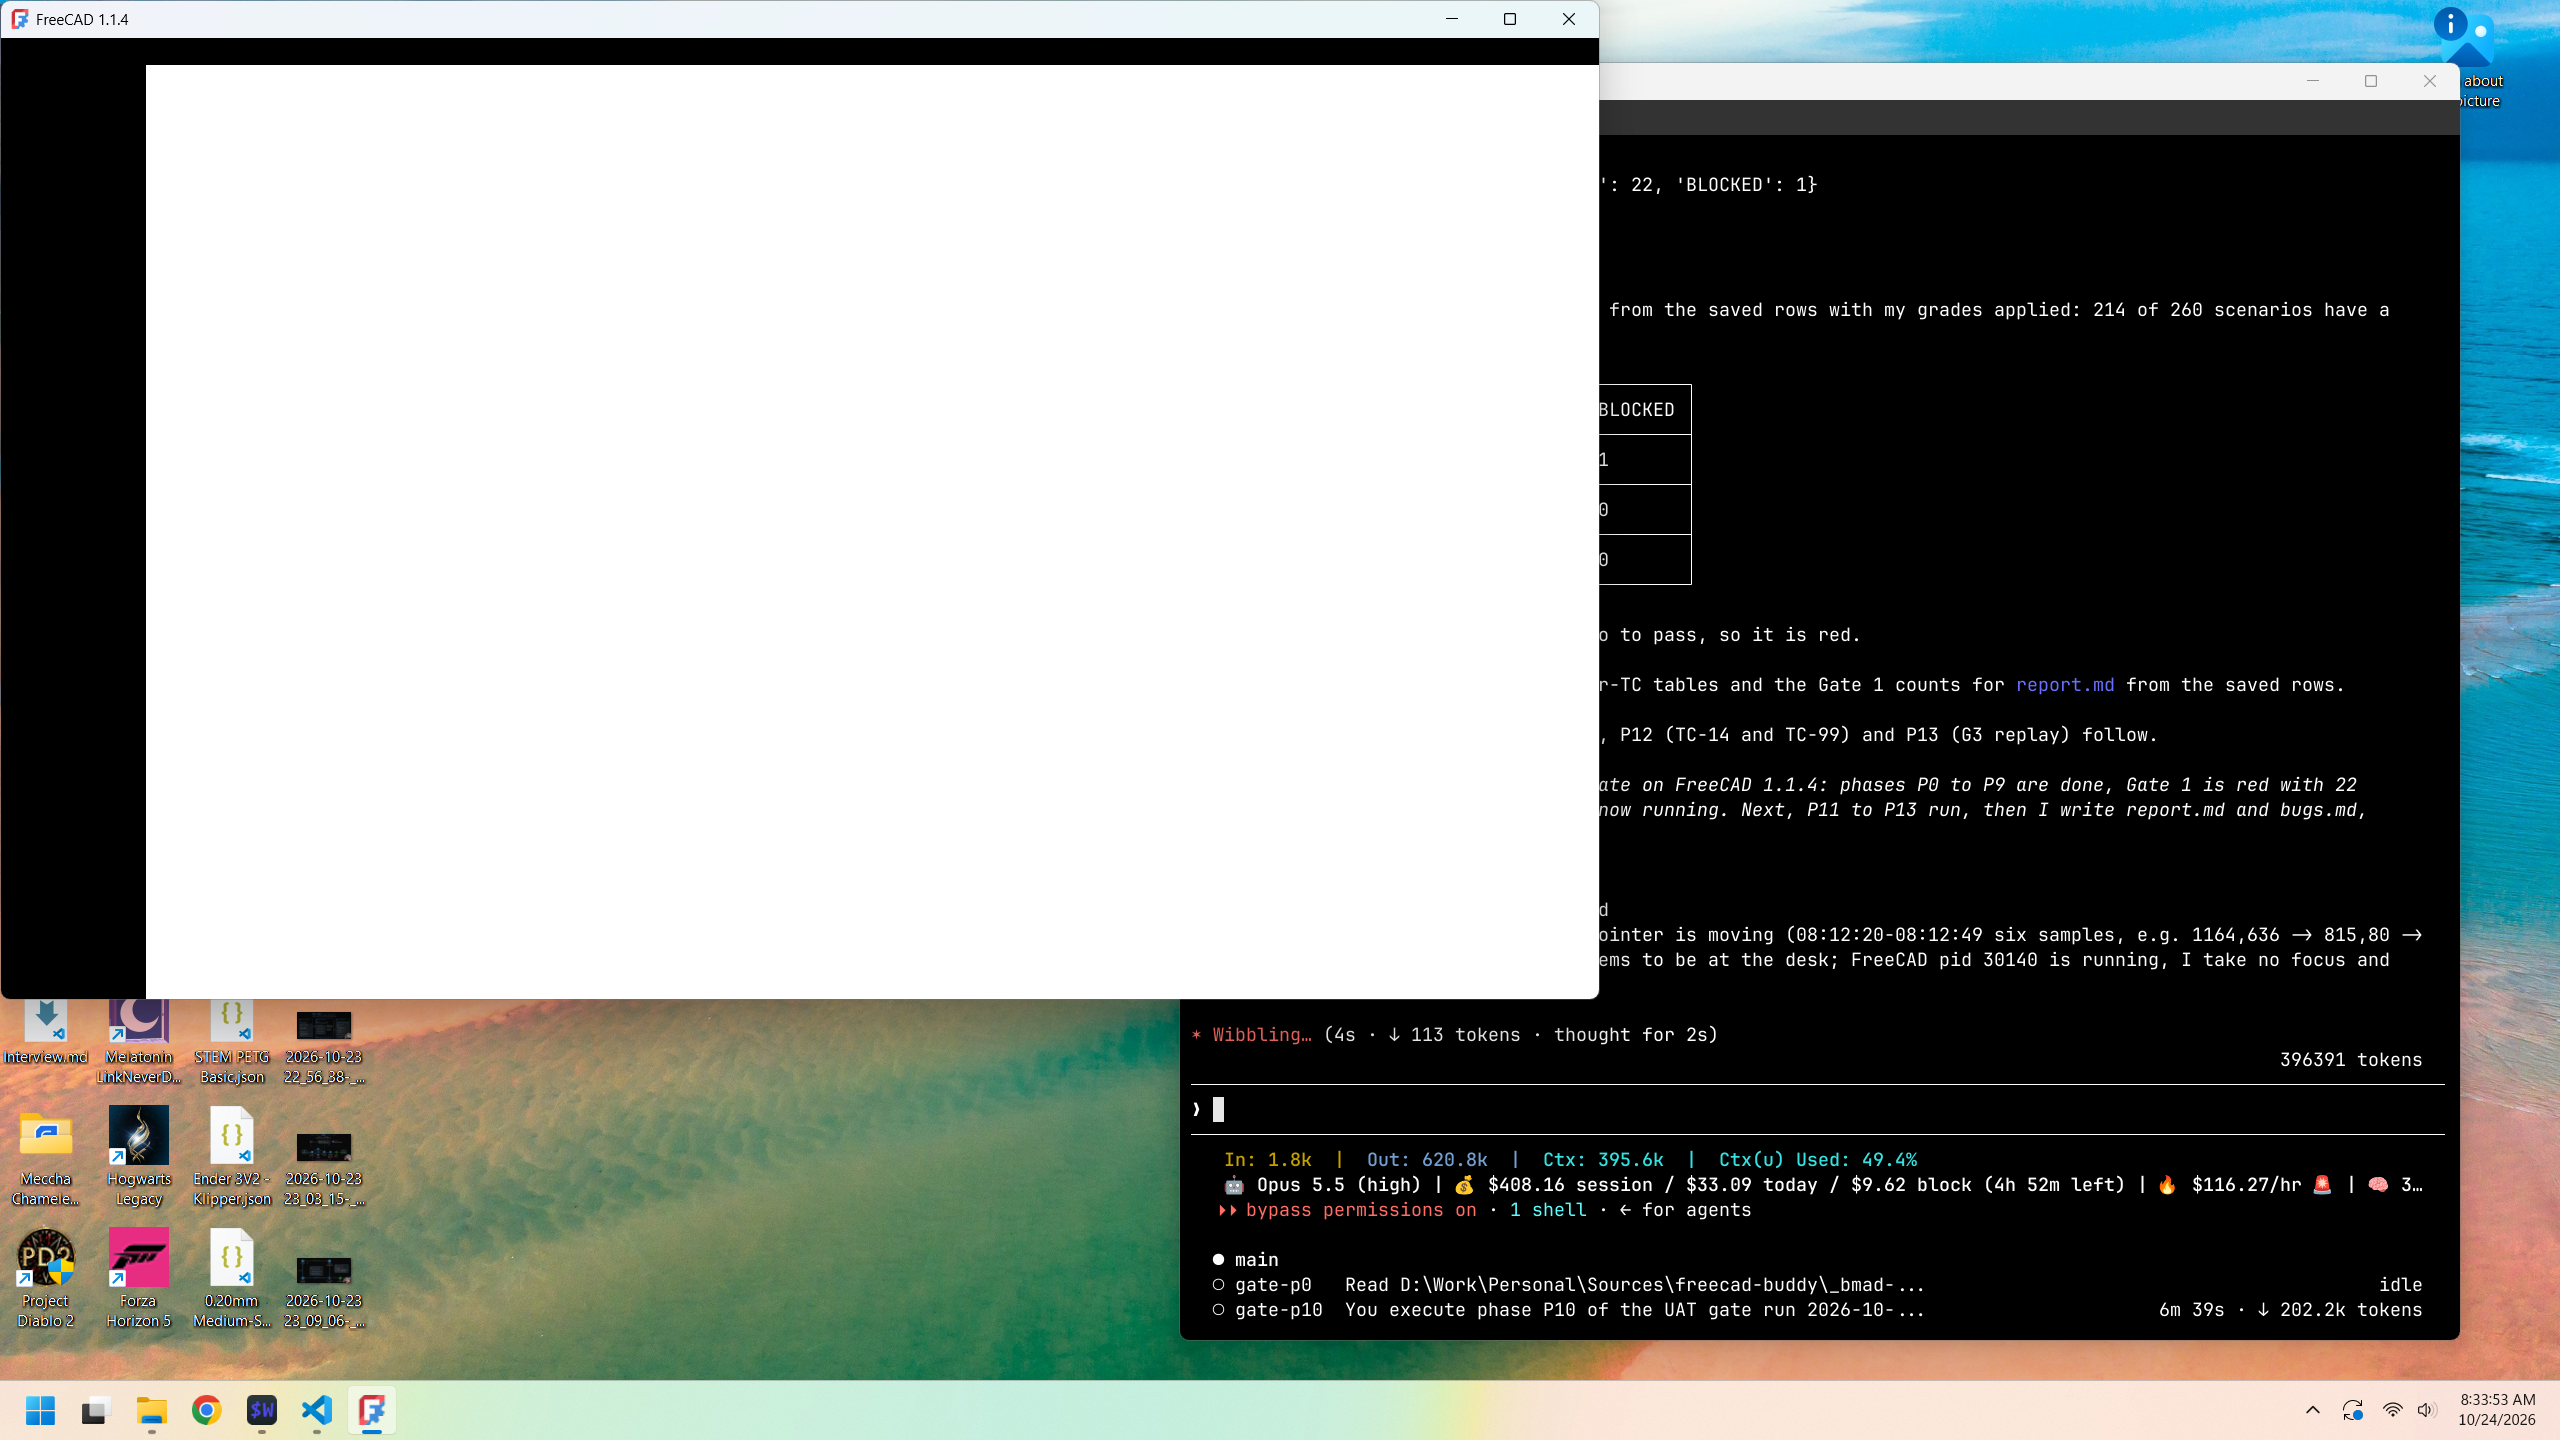 FreeCAD 1.1.4
about
picture
': 22, 'BLOCKED': 1}
from the saved rows with my grades applied: 214 of 260 scenarios have a
BLOCKED
1
0
0
o to pass, so it is red.
r-TC tables and the Gate 1 counts for report.md from the saved rows.
, P12 (TC-14 and TC-99) and P13 (G3 replay) follow.
ate on FreeCAD 1.1.4: phases P0 to P9 are done, Gate 1 is red with 22
now running. Next, P11 to P13 run, then I write report.md and bugs.md,
d
ointer is moving (08:12:20-08:12:49 six samples, e.g. 1164,636 → 815,80 →
ems to be at the desk; FreeCAD pid 30140 is running, I take no focus and
* Wibbling… (4s · ↓ 113 tokens · thought for 2s)
396391 tokens
❯
In: 1.8k | Out: 620.8k | Ctx: 395.6k | Ctx(u) Used: 49.4%
🤖 Opus 5.5 (high) | 💰 $408.16 session / $33.09 today / $9.62 block (4h 52m left) | 🔥 $116.27/hr 🚨 | 🧠 3…
⏵⏵ bypass permissions on · 1 shell · ← for agents
● main
○ gate-p0 Read D:\Work\Personal\Sources\freecad-buddy\_bmad-... idle
○ gate-p10 You execute phase P10 of the UAT gate run 2026-10-... 6m 39s · ↓ 202.2k tokens
Interview.md
Melatonin
LinkNeverD...
STEM PETG
Basic.json
2026-10-23
22_56_38-_...
Meccha
Chamele...
Hogwarts
Legacy
Ender 3V2 -
Klipper.json
2026-10-23
23_03_15-_...
PD2
Project
Diablo 2
Forza
Horizon 5
0.20mm
Medium-S...
2026-10-23
23_09_06-_...
$W
8:33:53 AM
10/24/2026